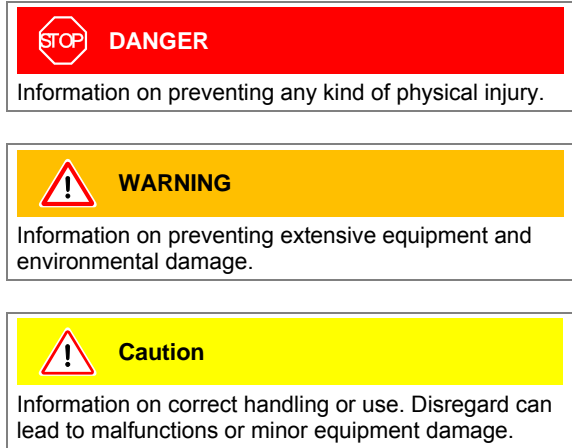 STOP DANGER
Information on preventing any kind of physical injury.
WARNING
Information on preventing extensive equipment and
environmental damage.
Caution
Information on correct handling or use. Disregard can
lead to malfunctions or minor equipment damage.